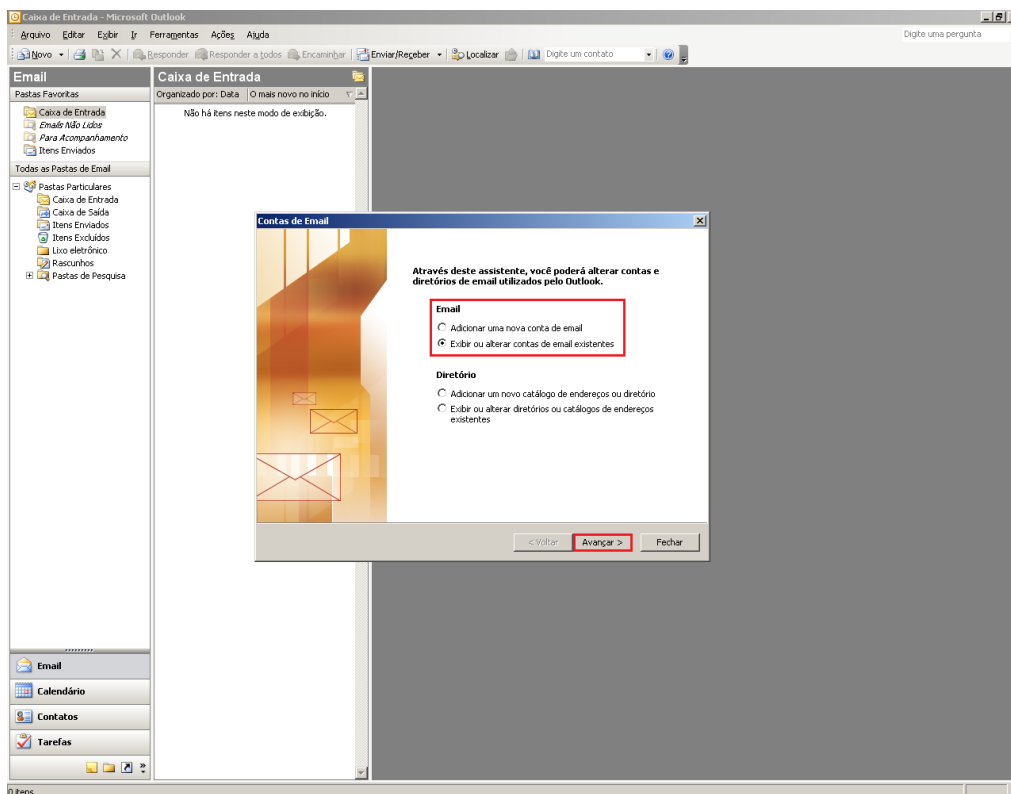 Caixa de Entrada - Microsoft Outlook
Arquivo Editar Exibir Ir Ferramentas Ações Ajuda
Digite uma pergunta
Novo Responder Responder a todos Encaminhar Enviar/Receber Localizar Digite um contato
Email
Pastas Favoritas
Caixa de Entrada
Emails Não Lidos
Para Acompanhamento
Itens Enviados
Todas as Pastas de Email
Pastas Particulares
Caixa de Entrada
Caixa de Saída
Itens Enviados
Itens Excluídos
Lixo eletrônico
Rascunhos
Pastas de Pesquisa
Caixa de Entrada
Organizado por: Data O mais novo no início
Não há itens neste modo de exibição.
Contas de Email
Através deste assistente, você poderá alterar contas e
diretórios de email utilizados pelo Outlook.
Email
Adicionar uma nova conta de email
Exibir ou alterar contas de email existentes
Diretório
Adicionar um novo catálogo de endereços ou diretório
Exibir ou alterar diretórios ou catálogos de endereços
existentes
< Voltar Avançar > Fechar
Email
Calendário
Contatos
Tarefas
0 itens